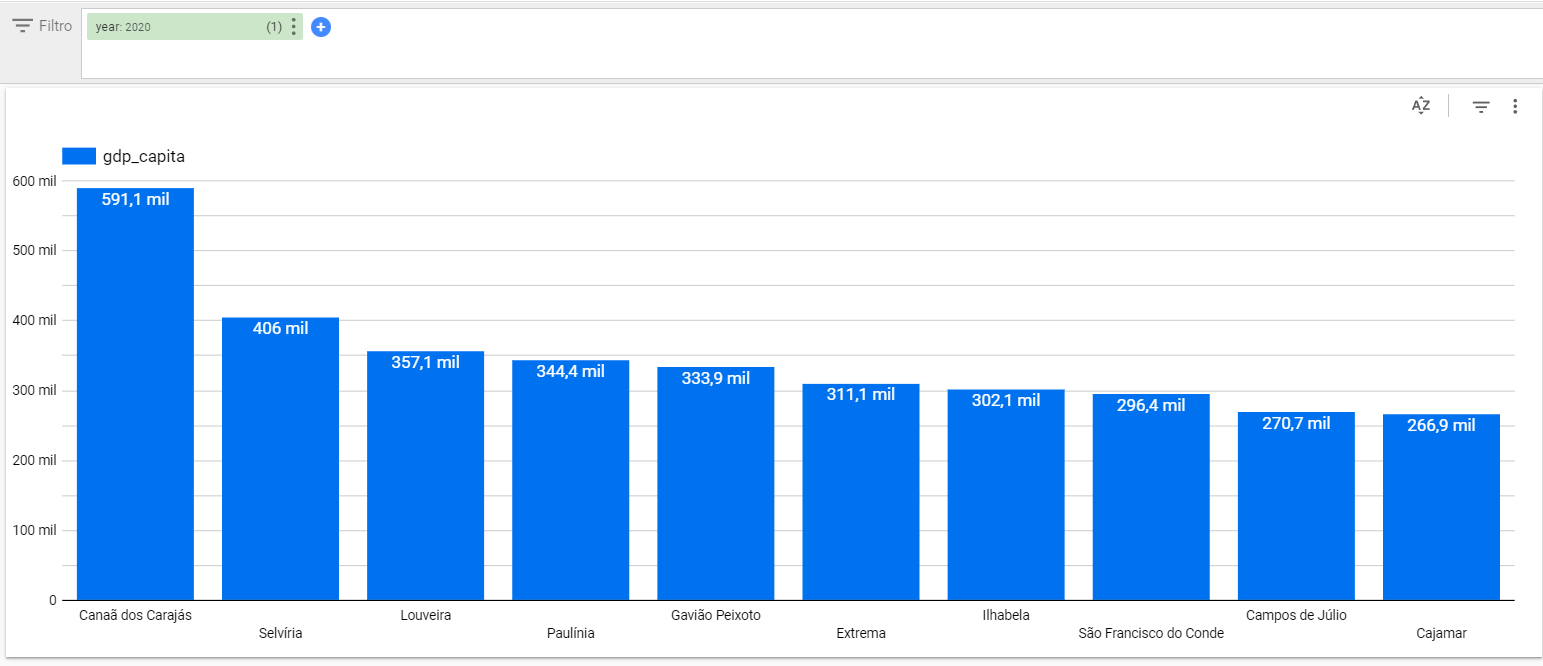 Filtro
year: 2020 (1)
AZ
gdp_capita
600 mil
500 mil
400 mil
300 mil
200 mil
100 mil
0
591,1 mil
406 mil
357,1 mil
344,4 mil
333,9 mil
311,1 mil
302,1 mil
296,4 mil
270,7 mil
266,9 mil
Canaã dos Carajás
Selvíria
Louveira
Paulínia
Gavião Peixoto
Extrema
Ilhabela
São Francisco do Conde
Campos de Júlio
Cajamar